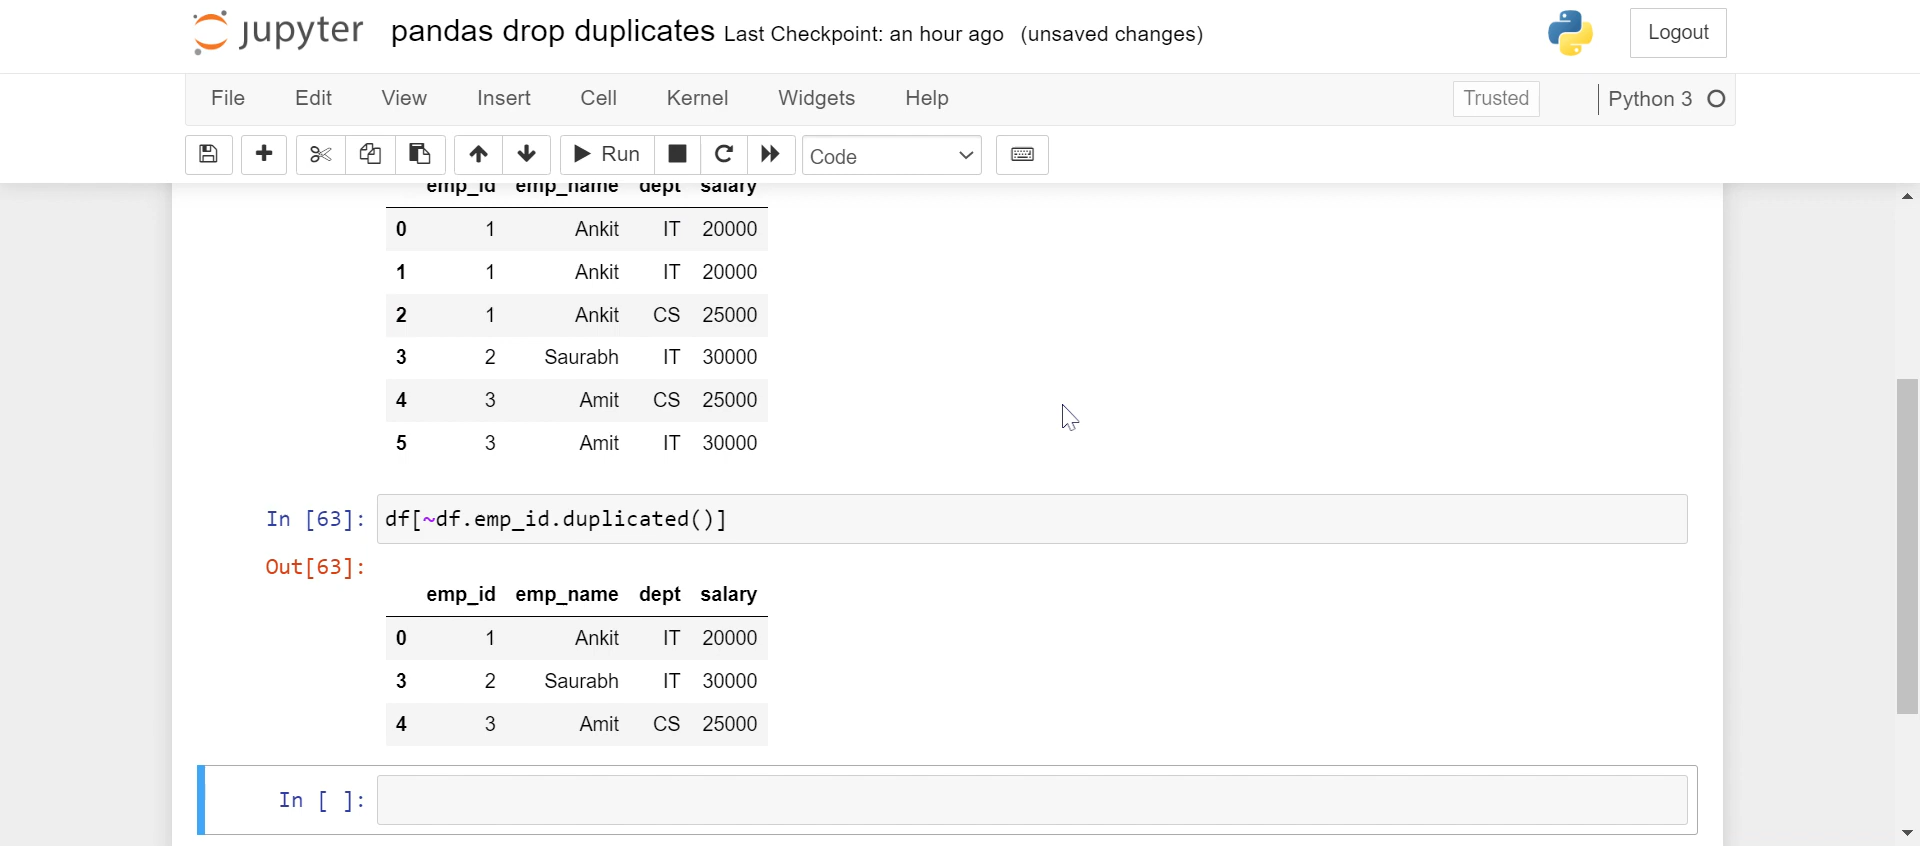 jupyter pandas drop duplicates Last Checkpoint: an hour ago (unsaved changes) Logout
File Edit View Insert Cell Kernel Widgets Help Trusted Python 3
Run Code
emp_id emp_name dept salary
0 1 Ankit IT 20000
1 1 Ankit IT 20000
2 1 Ankit CS 25000
3 2 Saurabh IT 30000
4 3 Amit CS 25000
5 3 Amit IT 30000
In [63]: df[~df.emp_id.duplicated()]
Out[63]:
emp_id emp_name dept salary
0 1 Ankit IT 20000
3 2 Saurabh IT 30000
4 3 Amit CS 25000
In [ ]: